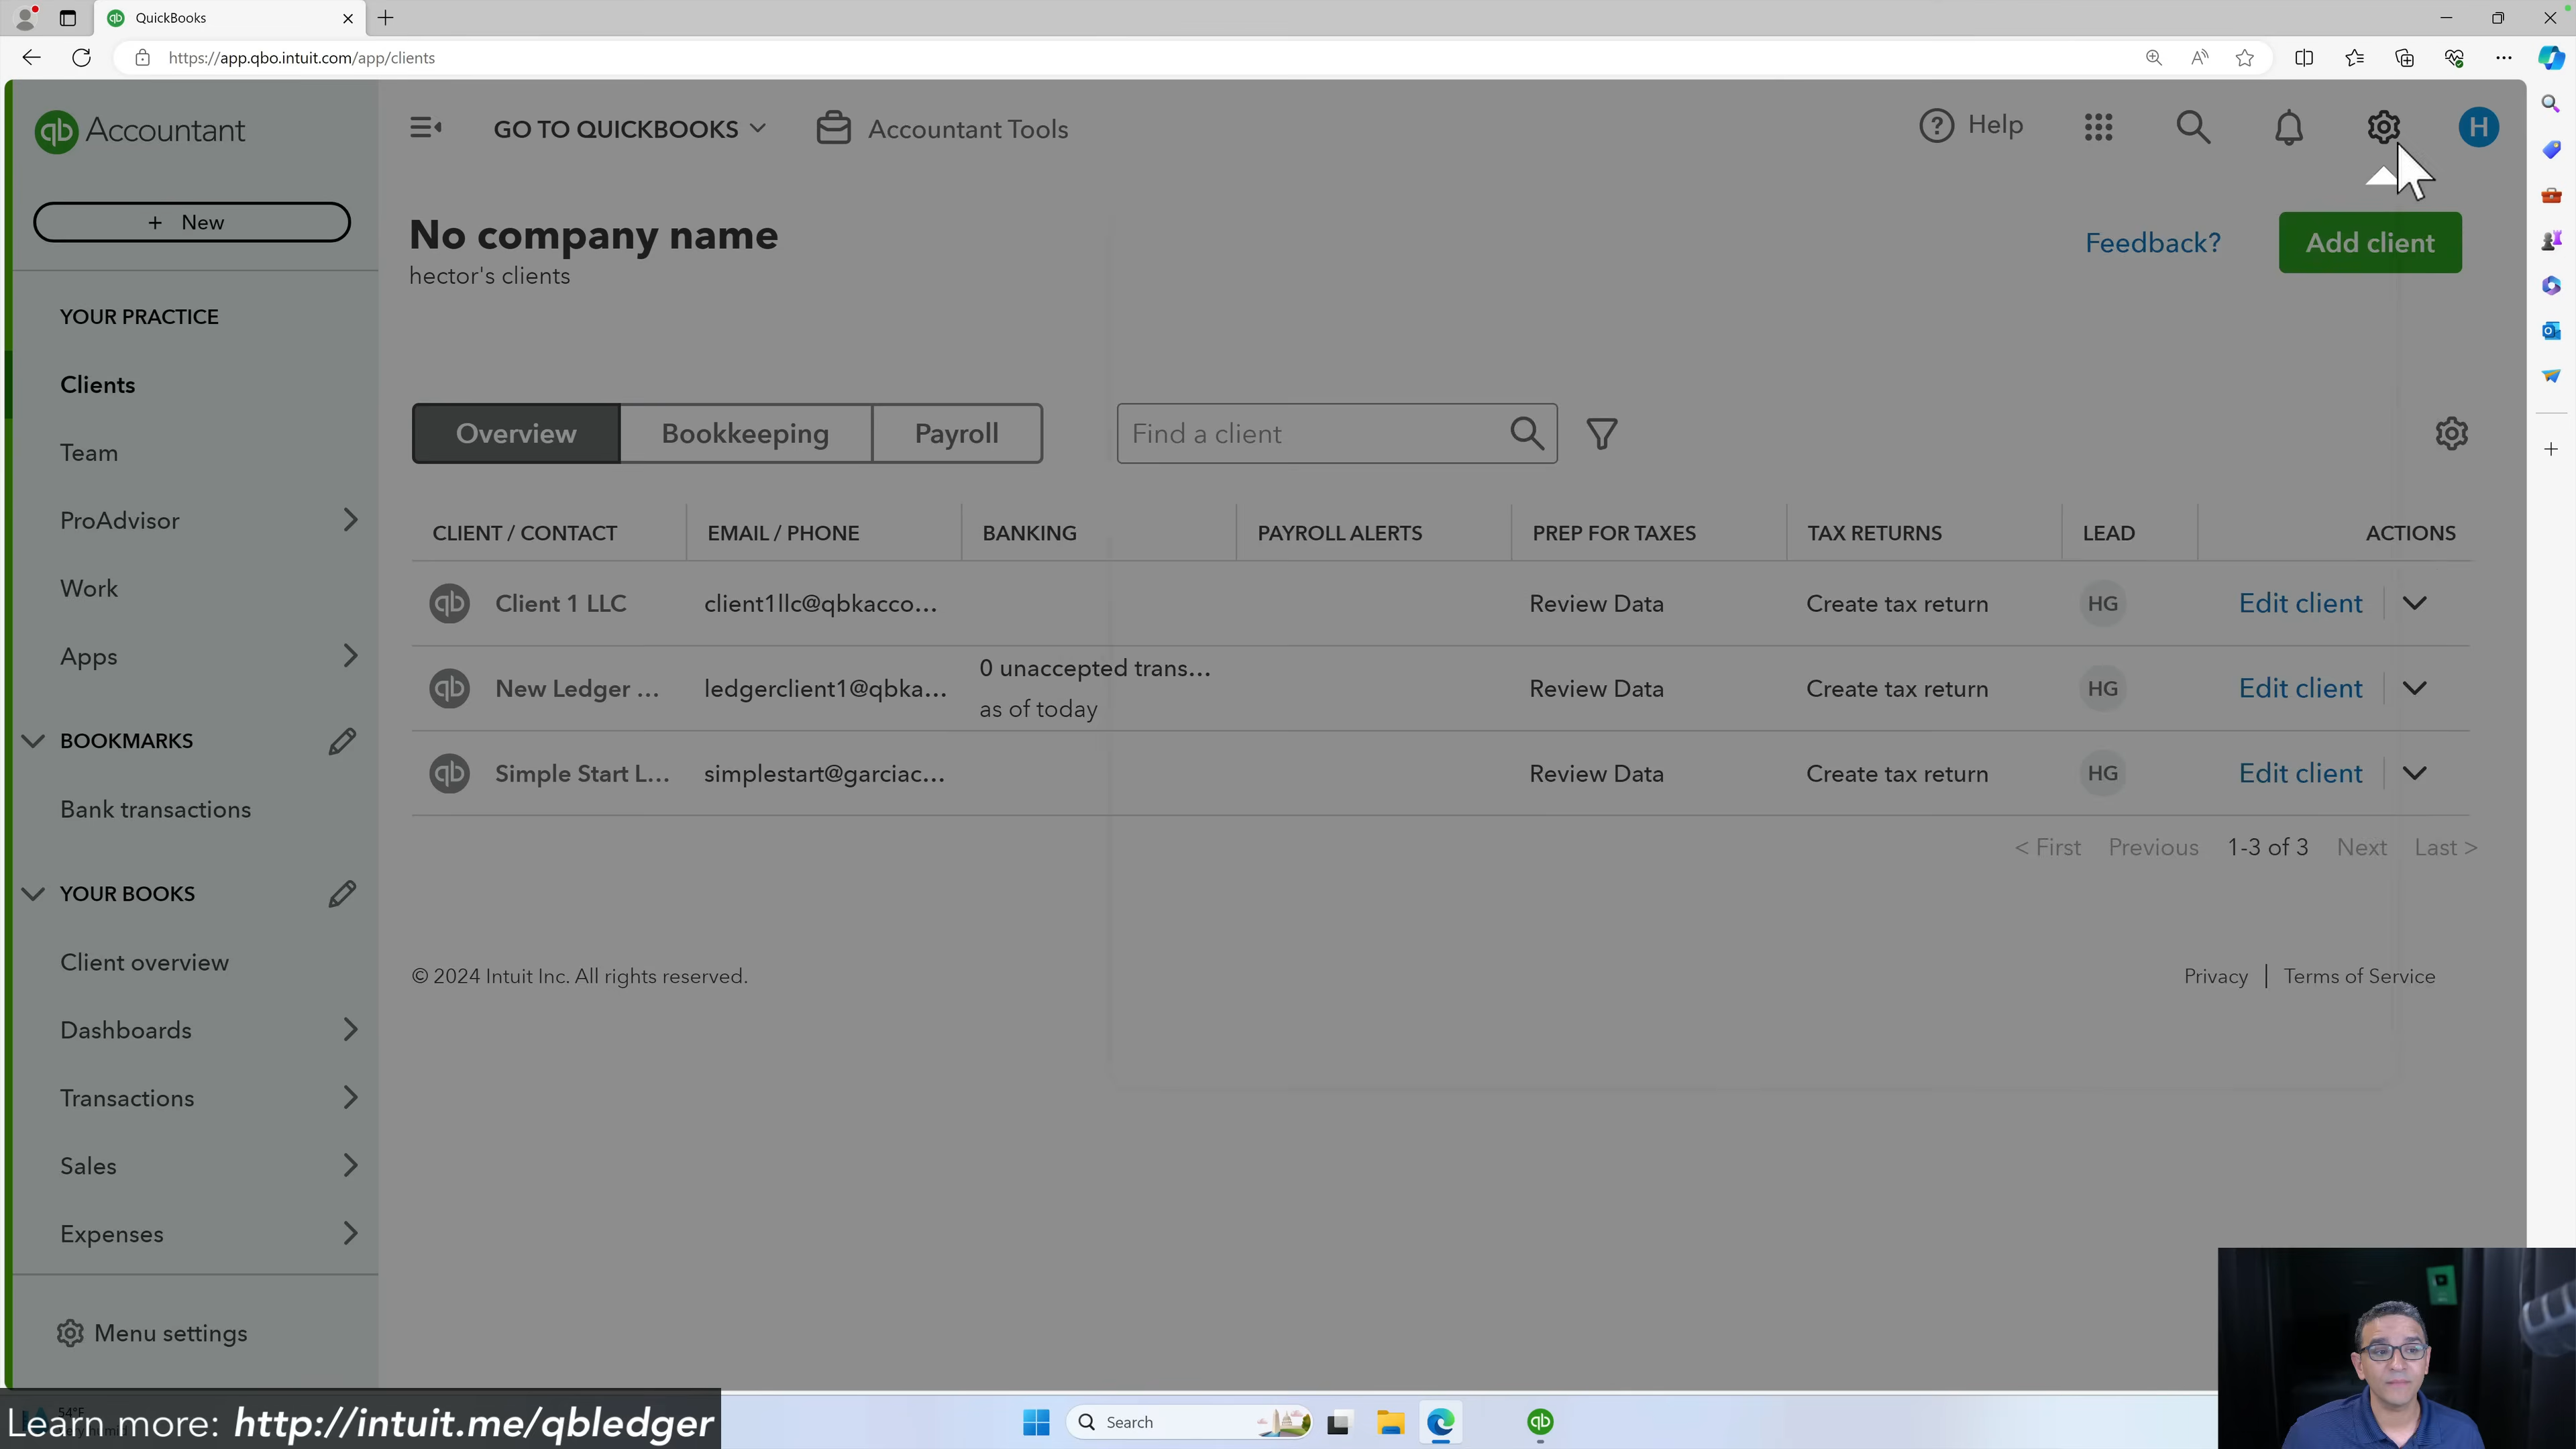 QuickBooks
https://app.qbo.intuit.com/app/clients
qb Accountant
GO TO QUICKBOOKS
Accountant Tools
Help
H
+ New
No company name
hector's clients
Feedback?
Add client
YOUR PRACTICE
Clients
Team
ProAdvisor
Work
Apps
BOOKMARKS
Bank transactions
YOUR BOOKS
Client overview
Dashboards
Transactions
Sales
Expenses
Menu settings
Overview
Bookkeeping
Payroll
Find a client
CLIENT / CONTACT EMAIL / PHONE BANKING PAYROLL ALERTS PREP FOR TAXES TAX RETURNS LEAD ACTIONS
qb Client 1 LLC client1llc@qbkacco... Review Data Create tax return HG Edit client
qb New Ledger ... ledgerclient1@qbka... 0 unaccepted trans... Review Data Create tax return HG Edit client
as of today
qb Simple Start L... simplestart@garciac... Review Data Create tax return HG Edit client
< First Previous 1-3 of 3 Next Last >
© 2024 Intuit Inc. All rights reserved.
Privacy | Terms of Service
Learn more: http://intuit.me/qbledger
Search
qb